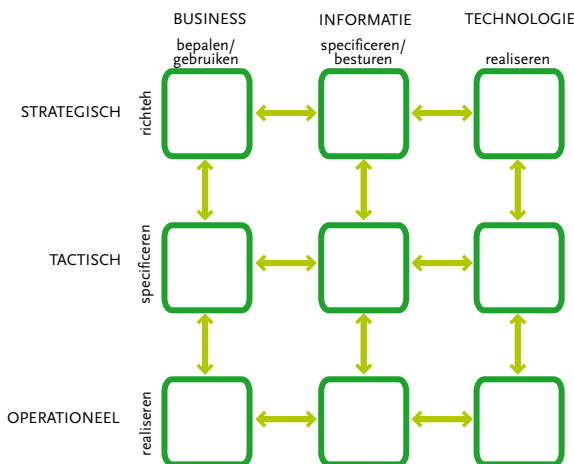 BUSINESS
INFORMATIE
TECHNOLOGIE
bepalen/
gebruiken
specificeren/
besturen
realiseren
STRATEGISCH
richteh
TACTISCH
specificeren
OPERATIONEEL
realiseren